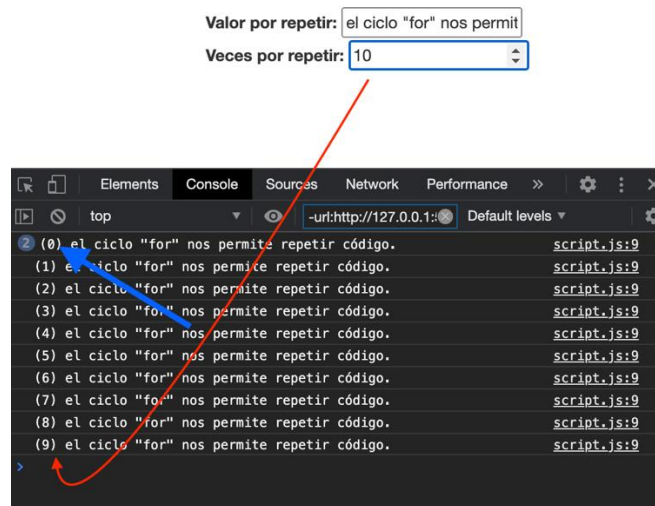 Valor por repetir: el ciclo "for" nos permit
Veces por repetir: 10
Elements Console Sources Network Performance »
top -url:http://127.0.0.1: Default levels
2 (0) el ciclo "for" nos permite repetir código. script.js:9
(1) el ciclo "for" nos permite repetir código. script.js:9
(2) el ciclo "for" nos permite repetir código. script.js:9
(3) el ciclo "for" nos permite repetir código. script.js:9
(4) el ciclo "for" nos permite repetir código. script.js:9
(5) el ciclo "for" nos permite repetir código. script.js:9
(6) el ciclo "for" nos permite repetir código. script.js:9
(7) el ciclo "for" nos permite repetir código. script.js:9
(8) el ciclo "for" nos permite repetir código. script.js:9
(9) el ciclo "for" nos permite repetir código. script.js:9
>